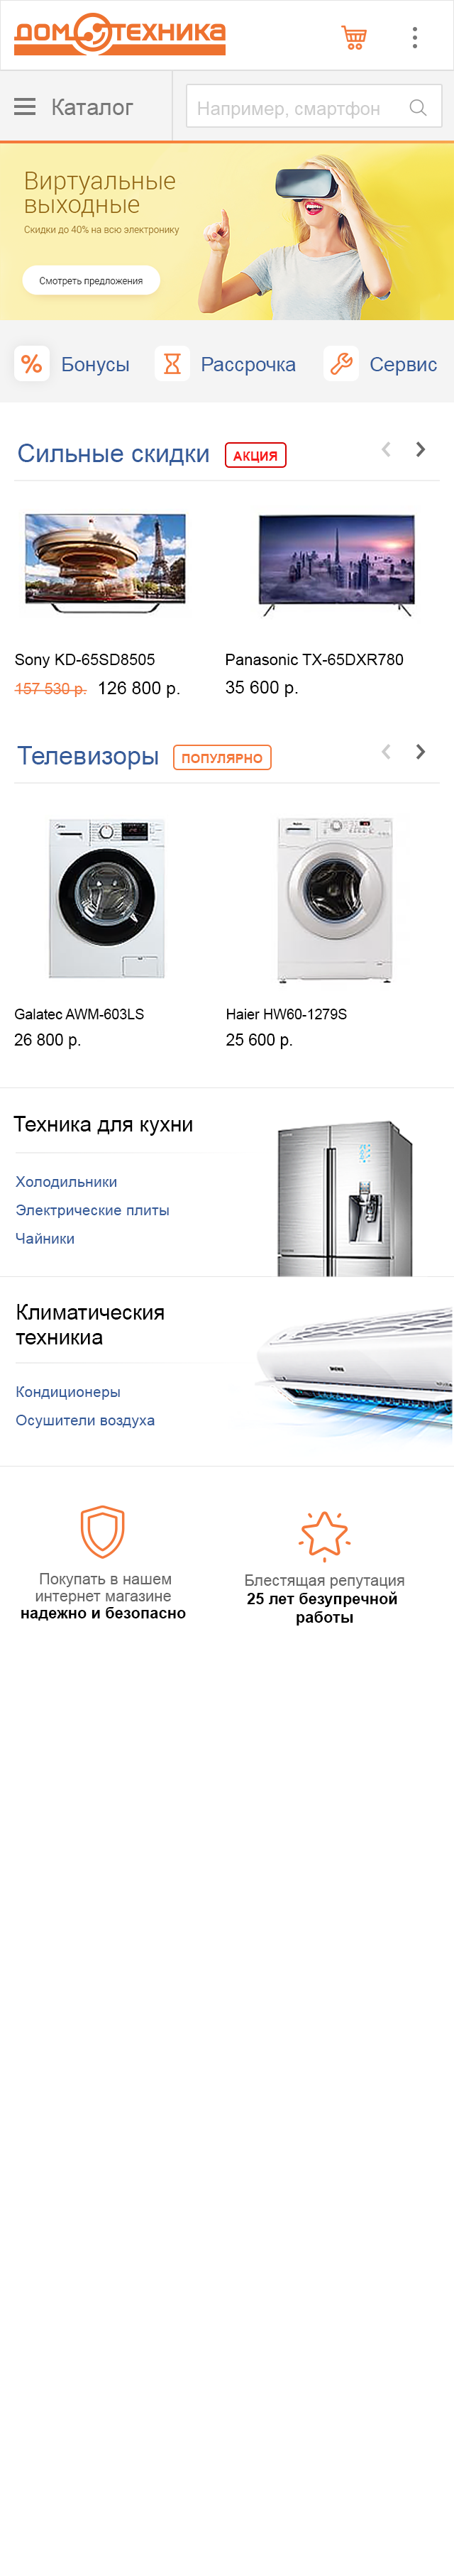 ДОМОТЕХНИКА
Каталог
Например, смартфон
Виртуальные
выходные
Скидки до 40% на всю электронику
Смотреть предложения
Бонусы
Рассрочка
Сервис
Сильные скидки
АКЦИЯ
Sony KD-65SD8505
157 530 р. 126 800 р.
Panasonic TX-65DXR780
35 600 р.
Телевизоры
ПОПУЛЯРНО
Galatec AWM-603LS
26 800 р.
Haier HW60-1279S
25 600 р.
Техника для кухни
Холодильники
Электрические плиты
Чайники
Климатическия
техникиа
Кондиционеры
Осушители воздуха
Покупать в нашем
интернет магазине
надежно и безопасно
Блестящая репутация
25 лет безупречной
работы